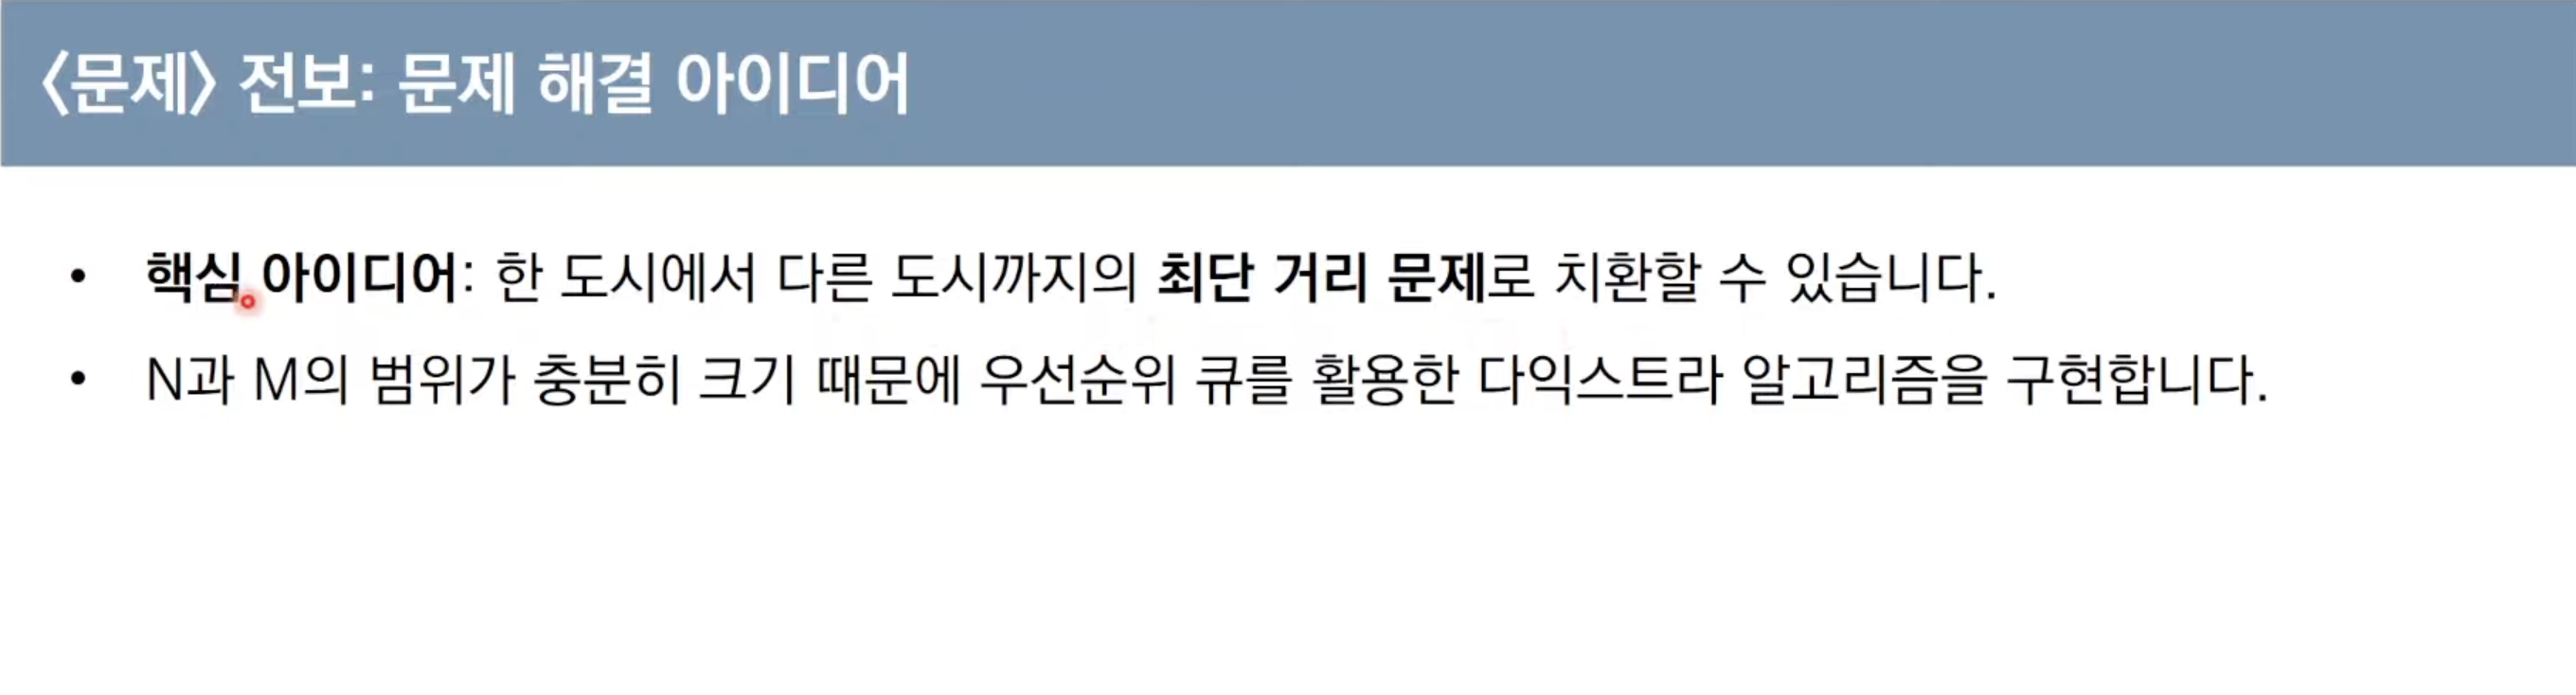 〈문제〉 전보: 문제 해결 아이디어
• 핵심 아이디어: 한 도시에서 다른 도시까지의 최단 거리 문제로 치환할 수 있습니다.
• N과 M의 범위가 충분히 크기 때문에 우선순위 큐를 활용한 다익스트라 알고리즘을 구현합니다.